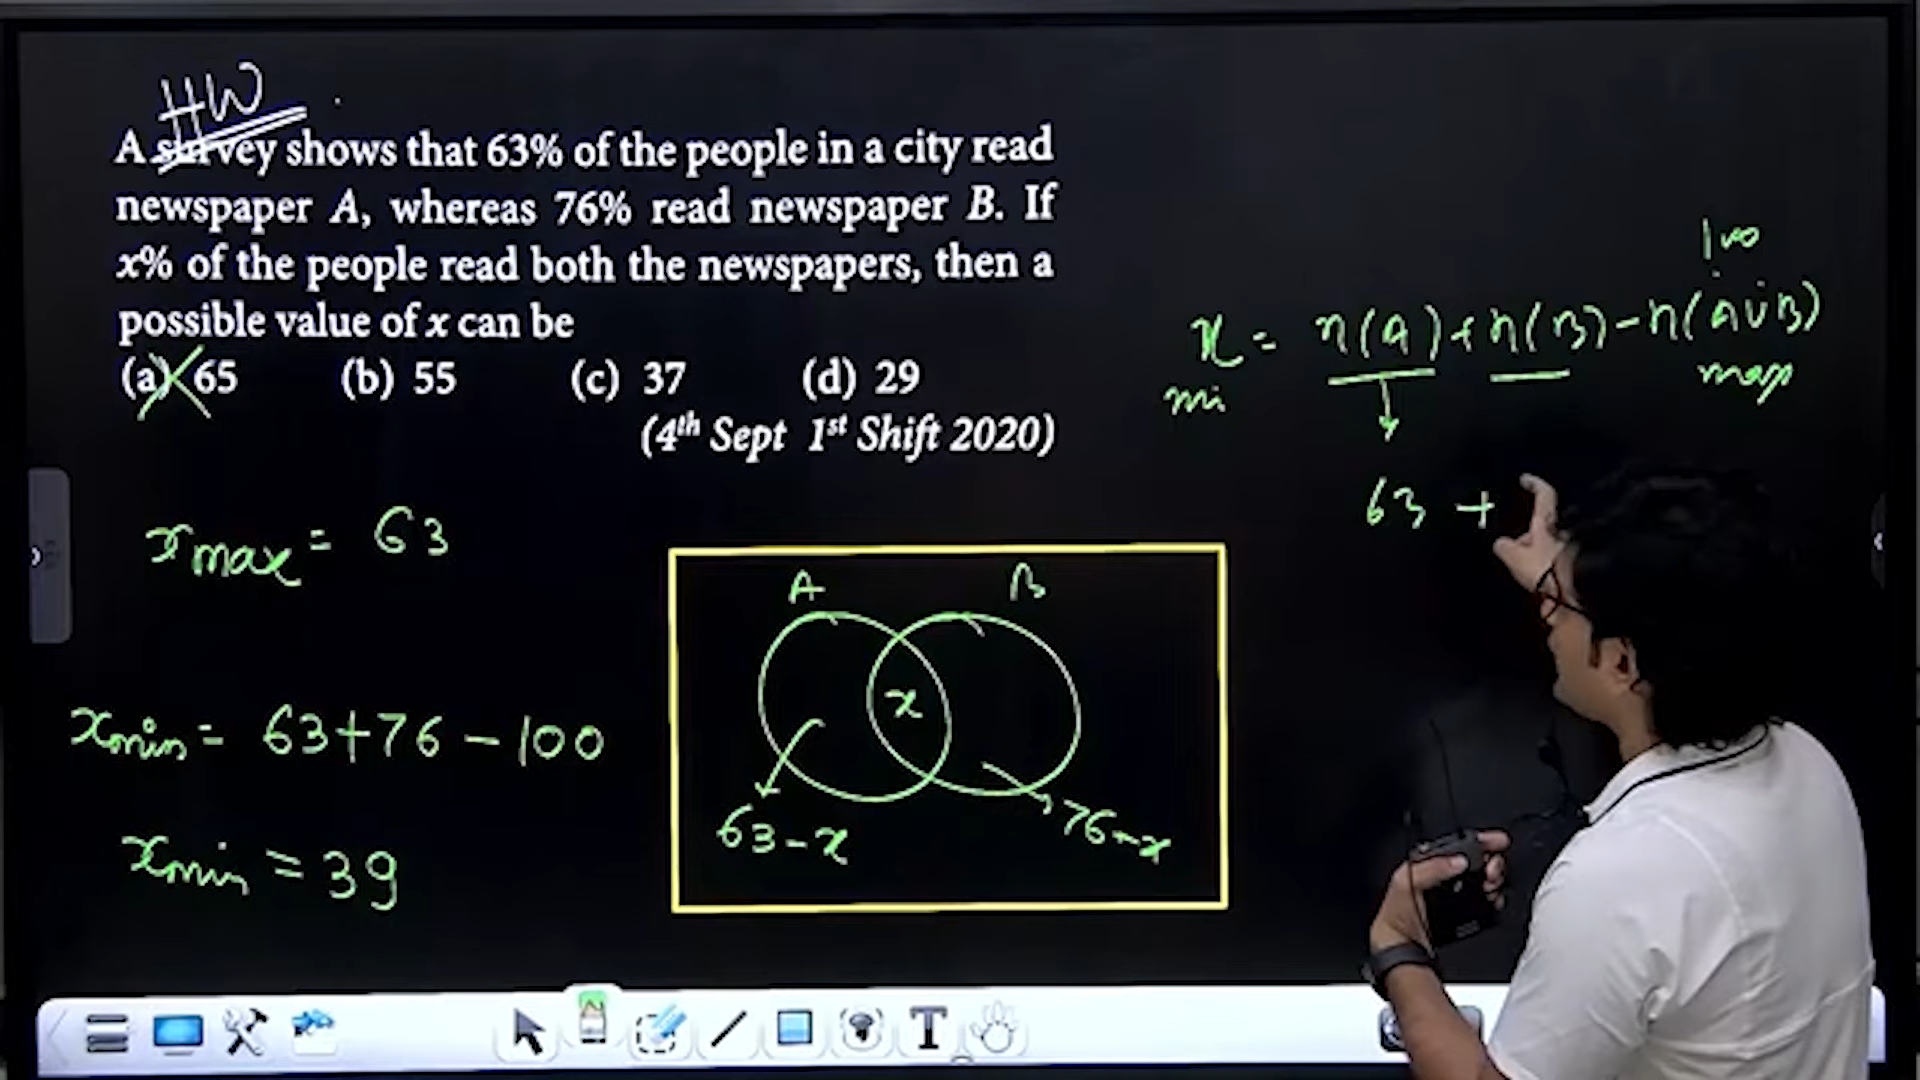 HW
A survey shows that 63% of the people in a city read
newspaper A, whereas 76% read newspaper B. If
x% of the people read both the newspapers, then a
possible value of x can be
(a) 65 (b) 55 (c) 37 (d) 29
(4th Sept 1st Shift 2020)
xmax = 63
xmin = 63+76-100
xmin = 39
A B
x
63-x
76-x
100
x = n(A)+n(B)-n(A∪B)
mi max
63 +
T